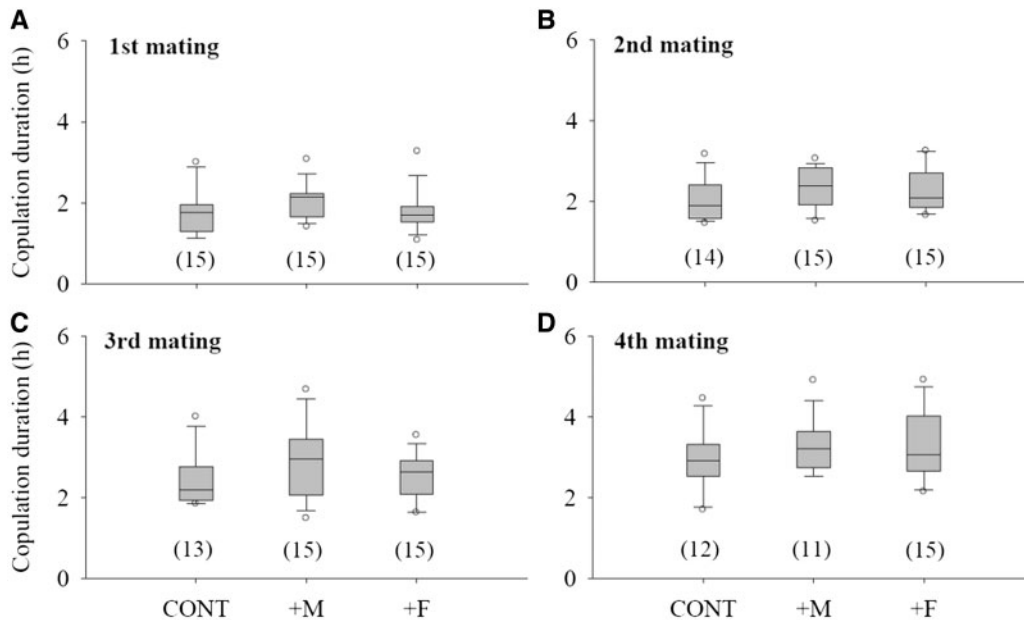 A
1st mating
Copulation duration (h)
6
4
2
0
(15) (15) (15)
B
2nd mating
6
4
2
0
(14) (15) (15)
C
3rd mating
Copulation duration (h)
6
4
2
0
(13) (15) (15)
CONT +M +F
D
4th mating
6
4
2
0
(12) (11) (15)
CONT +M +F